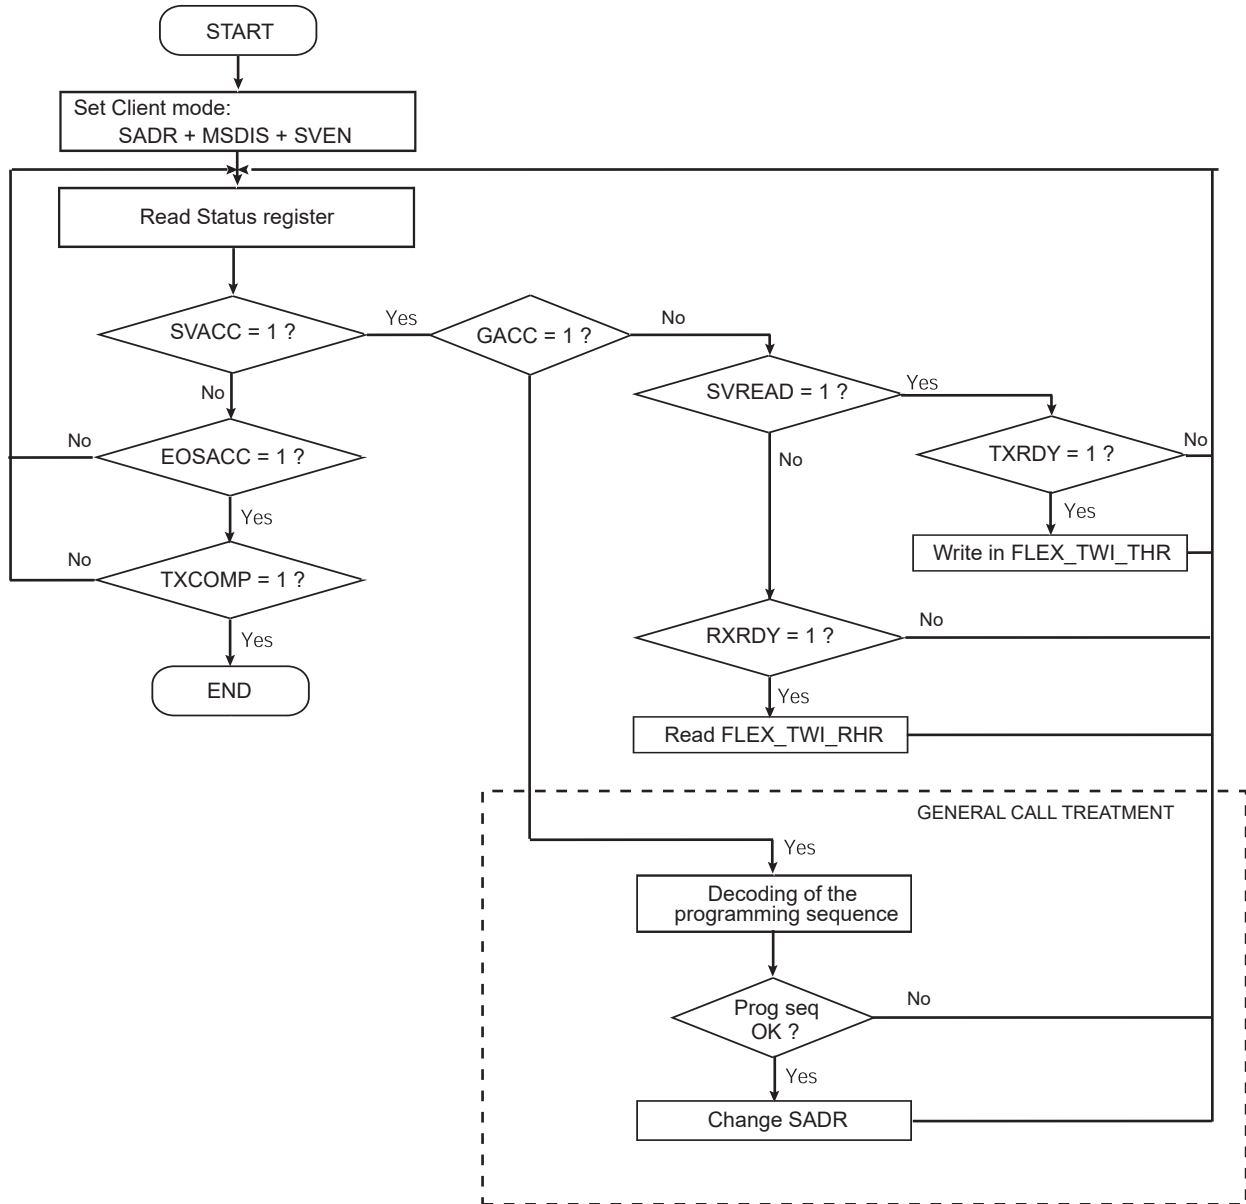 START
Set Client mode:
SADR + MSDIS + SVEN
Read Status register
SVACC = 1 ?
Yes
GACC = 1 ?
No
SVREAD = 1 ?
Yes
No
EOSACC = 1 ?
No
TXRDY = 1 ?
No
No
Yes
Yes
Write in FLEX_TWI_THR
TXCOMP = 1 ?
No
Yes
RXRDY = 1 ?
No
END
Yes
Read FLEX_TWI_RHR
GENERAL CALL TREATMENT
Yes
Decoding of the
programming sequence
Prog seq
OK ?
No
Yes
Change SADR